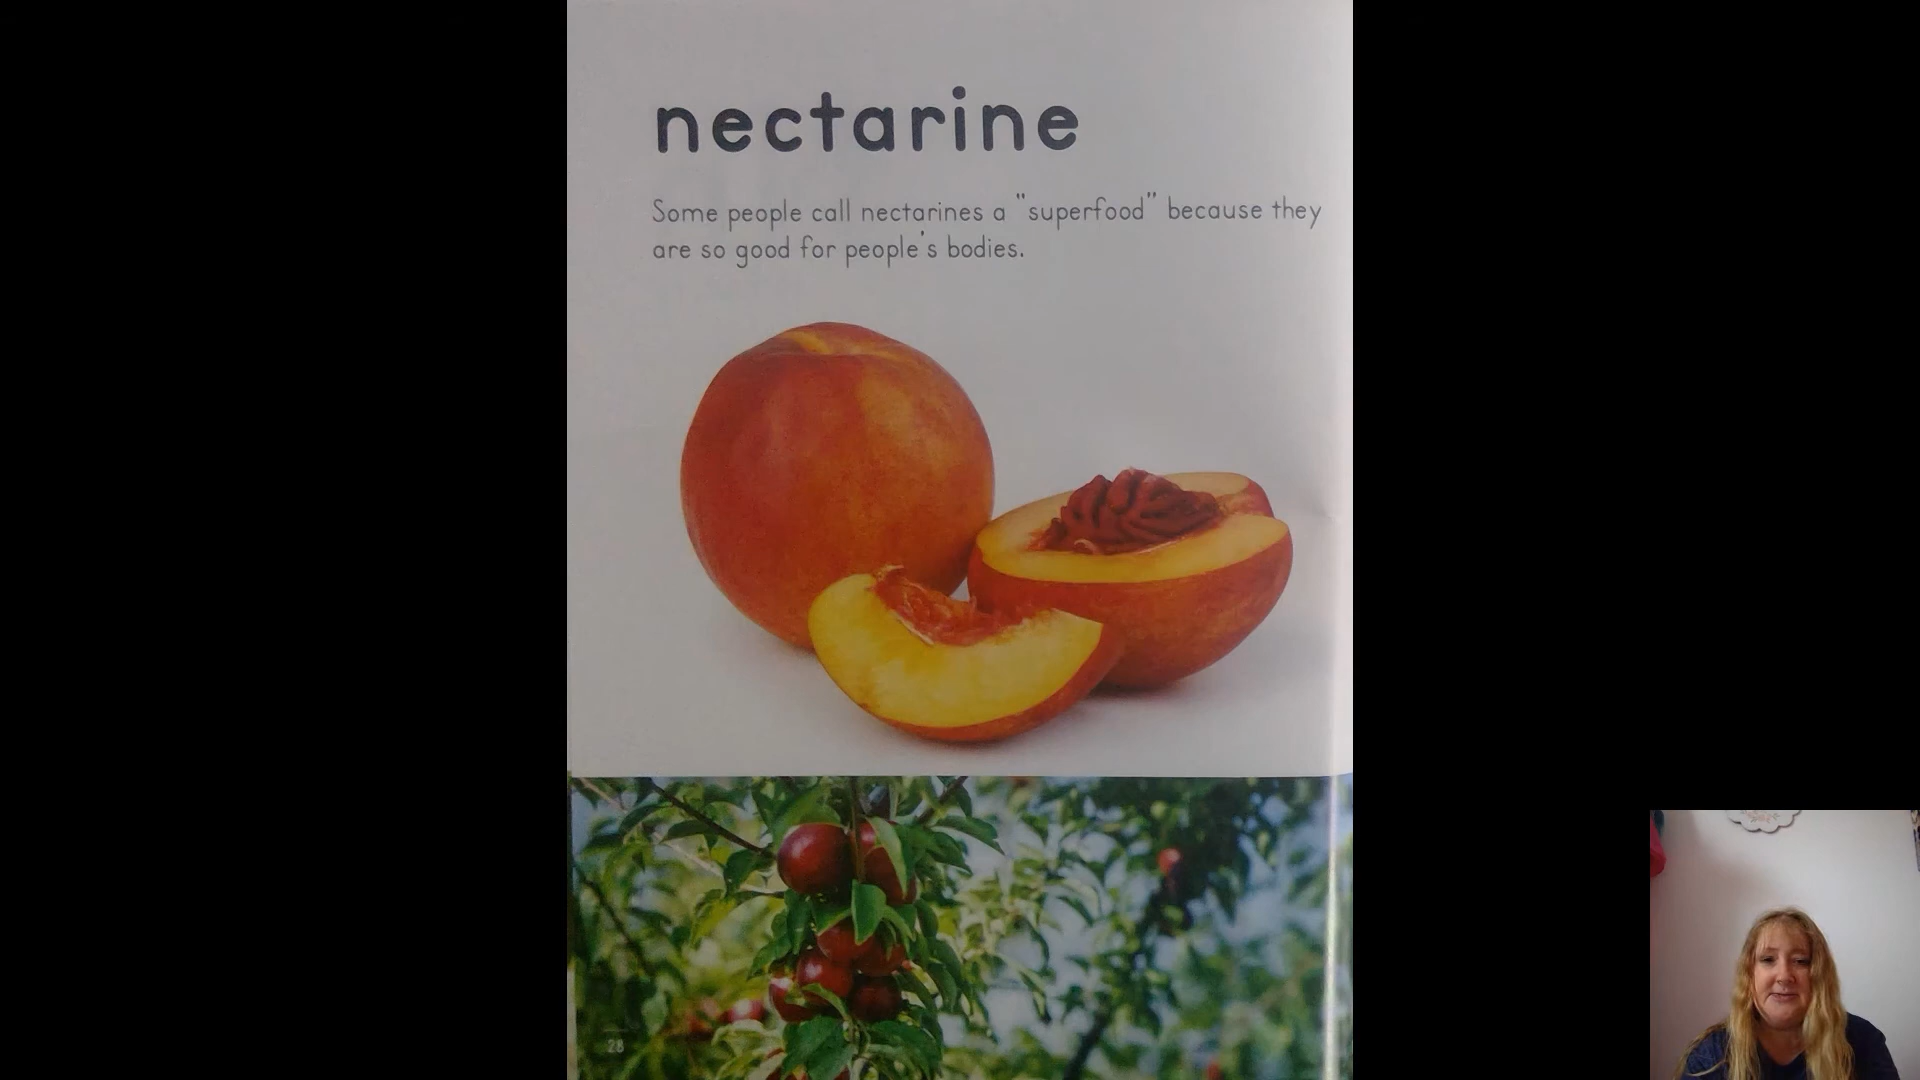 nectarine
Some people call nectarines a "superfood" because they
are so good for people's bodies.
28